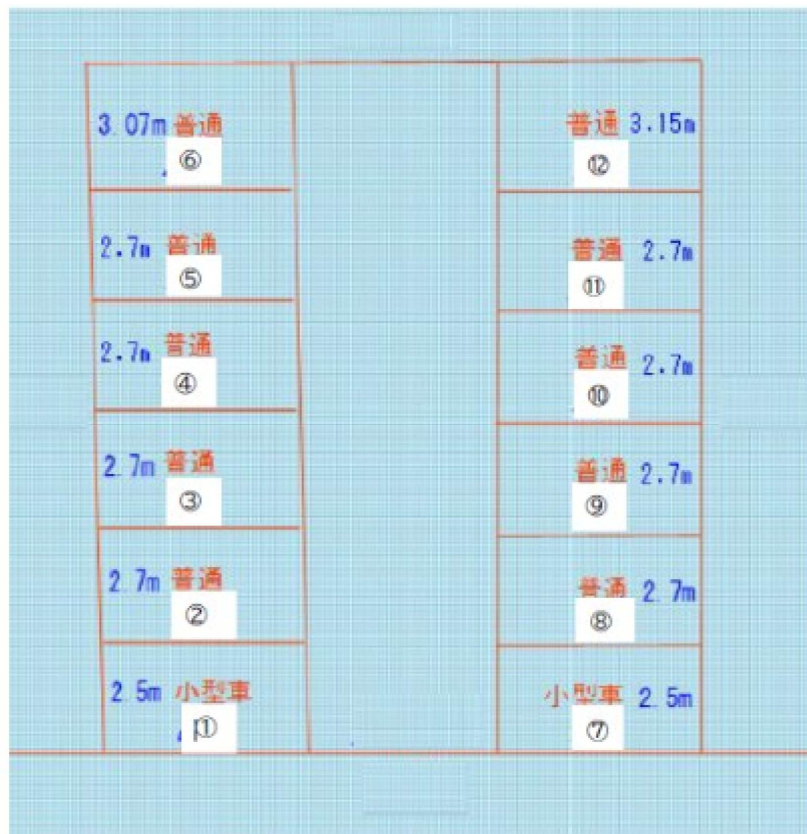 3.07m 普通
⑥
2.7m 普通
⑤
2.7m 普通
④
2.7m 普通
③
2.7m 普通
②
2.5m 小型車
①
普通 3.15m
⑫
普通 2.7m
⑪
普通 2.7m
⑩
普通 2.7m
⑨
普通 2.7m
⑧
小型車 2.5m
⑦